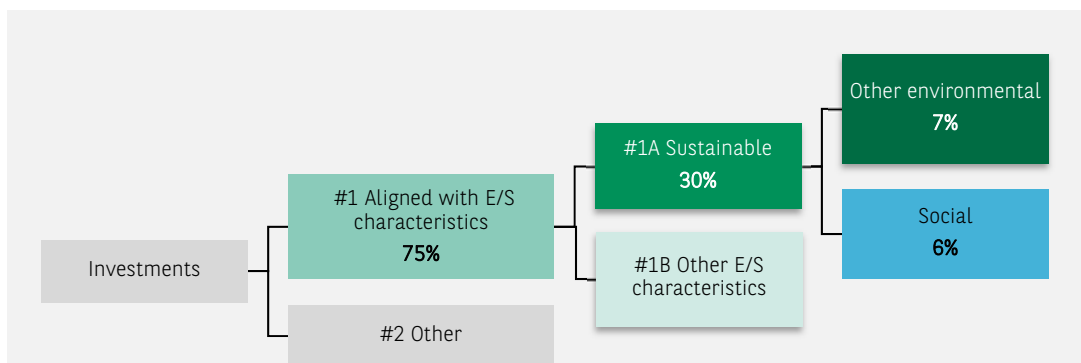 Other environmental
7%
#1A Sustainable
30%
#1 Aligned with E/S
characteristics
75%
Social
6%
Investments
#1B Other E/S
characteristics
#2 Other